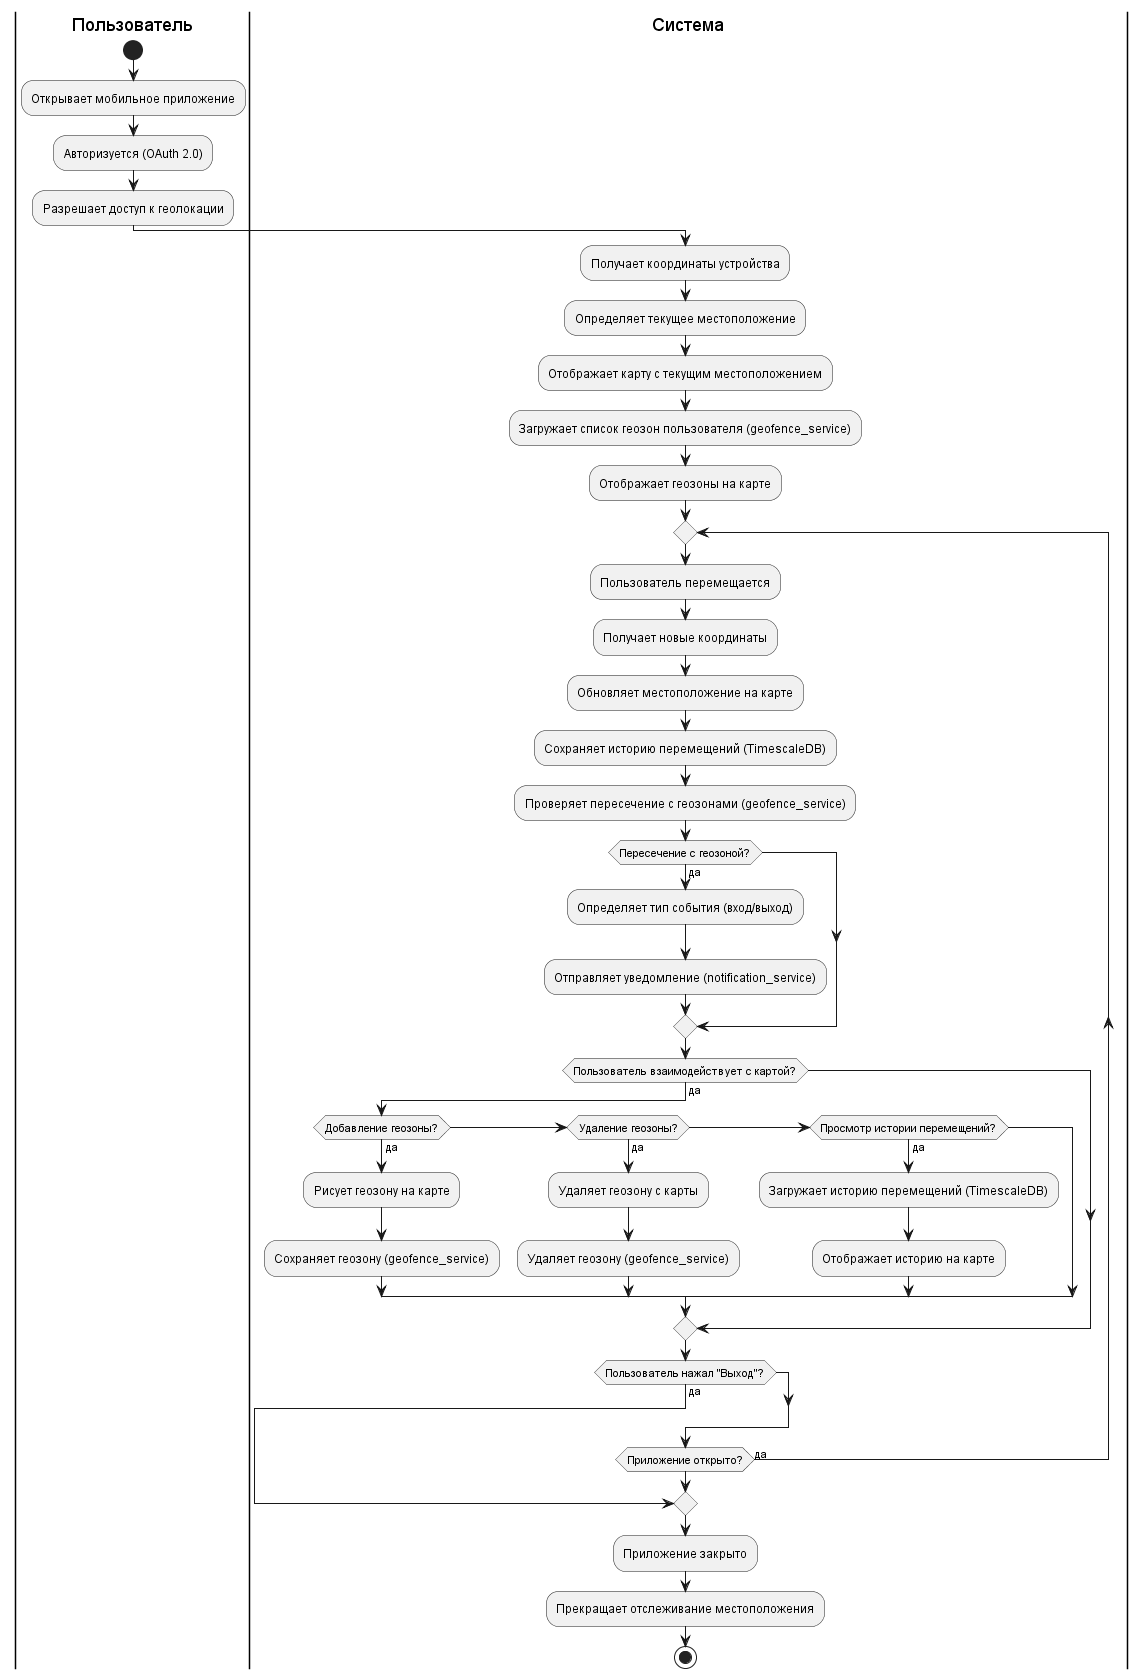 Пользователь
Система
Открывает мобильное приложение
Авторизуется (OAuth 2.0)
Разрешает доступ к геолокации
Получает координаты устройства
Определяет текущее местоположение
Отображает карту с текущим местоположением
Загружает список геозон пользователя (geofence_service)
Отображает геозоны на карте
Пользователь перемещается
Получает новые координаты
Обновляет местоположение на карте
Сохраняет историю перемещений (TimescaleDB)
Проверяет пересечение с геозонами (geofence_service)
Пересечение с геозоной?
да
Определяет тип события (вход/выход)
Отправляет уведомление (notification_service)
Пользователь взаимодействует с картой?
да
Добавление геозоны?
Удаление геозоны?
Просмотр истории перемещений?
да
да
да
Рисует геозону на карте
Удаляет геозону с карты
Загружает историю перемещений (TimescaleDB)
Сохраняет геозону (geofence_service)
Удаляет геозону (geofence_service)
Отображает историю на карте
Пользователь нажал "Выход"?
да
Приложение открыто?
да
Приложение закрыто
Прекращает отслеживание местоположения